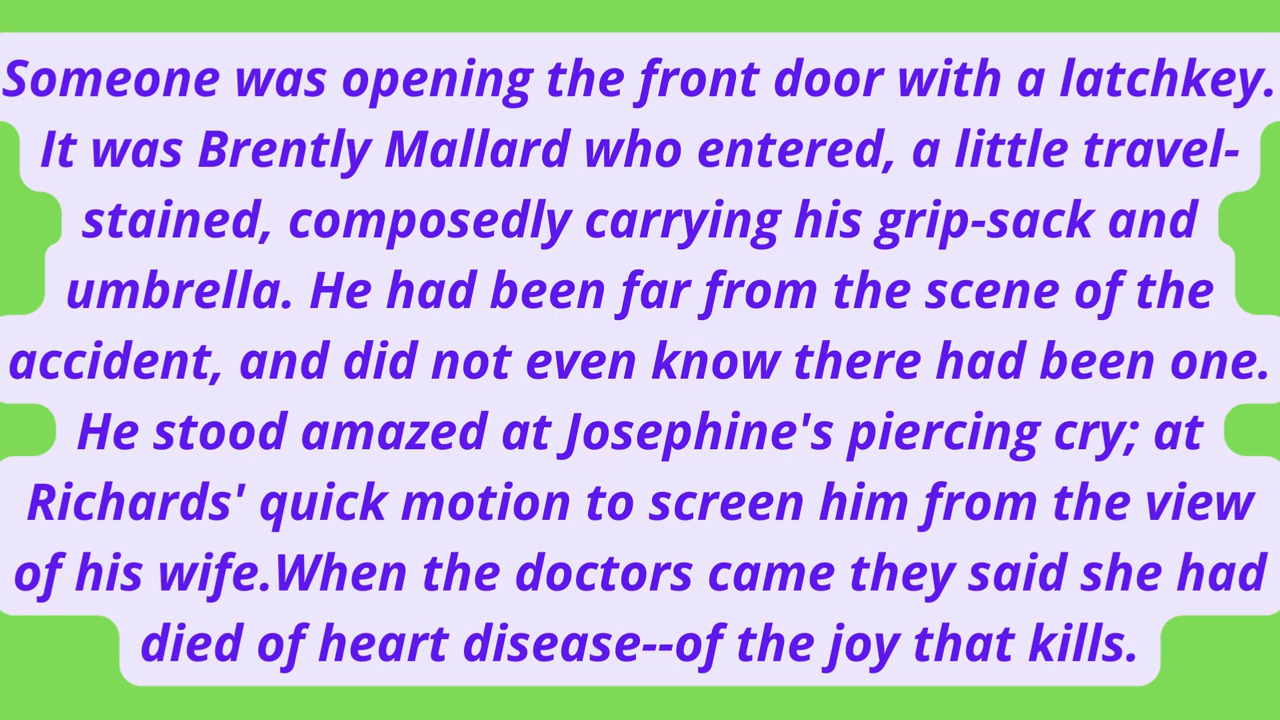 Someone was opening the front door with a latchkey.
It was Brently Mallard who entered, a little travel-
stained, composedly carrying his grip-sack and
umbrella. He had been far from the scene of the
accident, and did not even know there had been one.
He stood amazed at Josephine's piercing cry; at
Richards' quick motion to screen him from the view
of his wife.When the doctors came they said she had
died of heart disease--of the joy that kills.